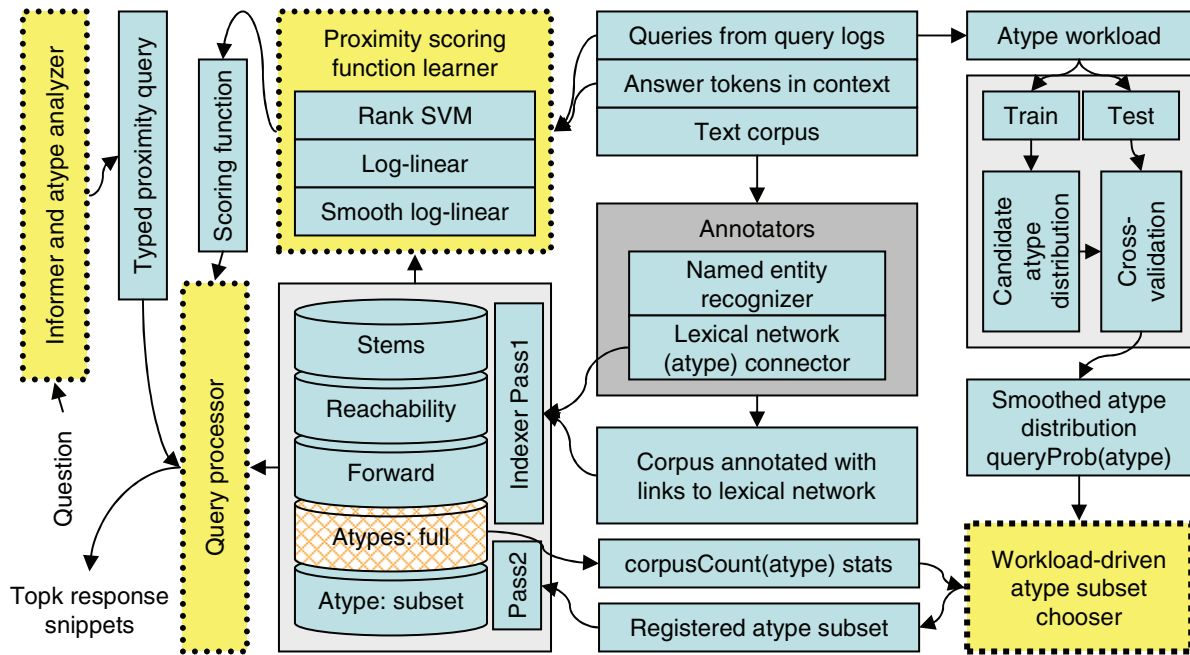 Informer and atype analyzer
Question
Typed proximity query
Scoring function
Query processor
Topk response
snippets
Proximity scoring
function learner
Rank SVM
Log-linear
Smooth log-linear
Stems
Reachability
Forward
Atypes: full
Atype: subset
Indexer Pass1
Pass2
Queries from query logs
Answer tokens in context
Text corpus
Annotators
Named entity
recognizer
Lexical network
(atype) connector
Corpus annotated with
links to lexical network
corpusCount(atype) stats
Registered atype subset
Atype workload
Train
Test
Candidate
atype
distribution
Cross-
validation
Smoothed atype
distribution
queryProb(atype)
Workload-driven
atype subset
chooser